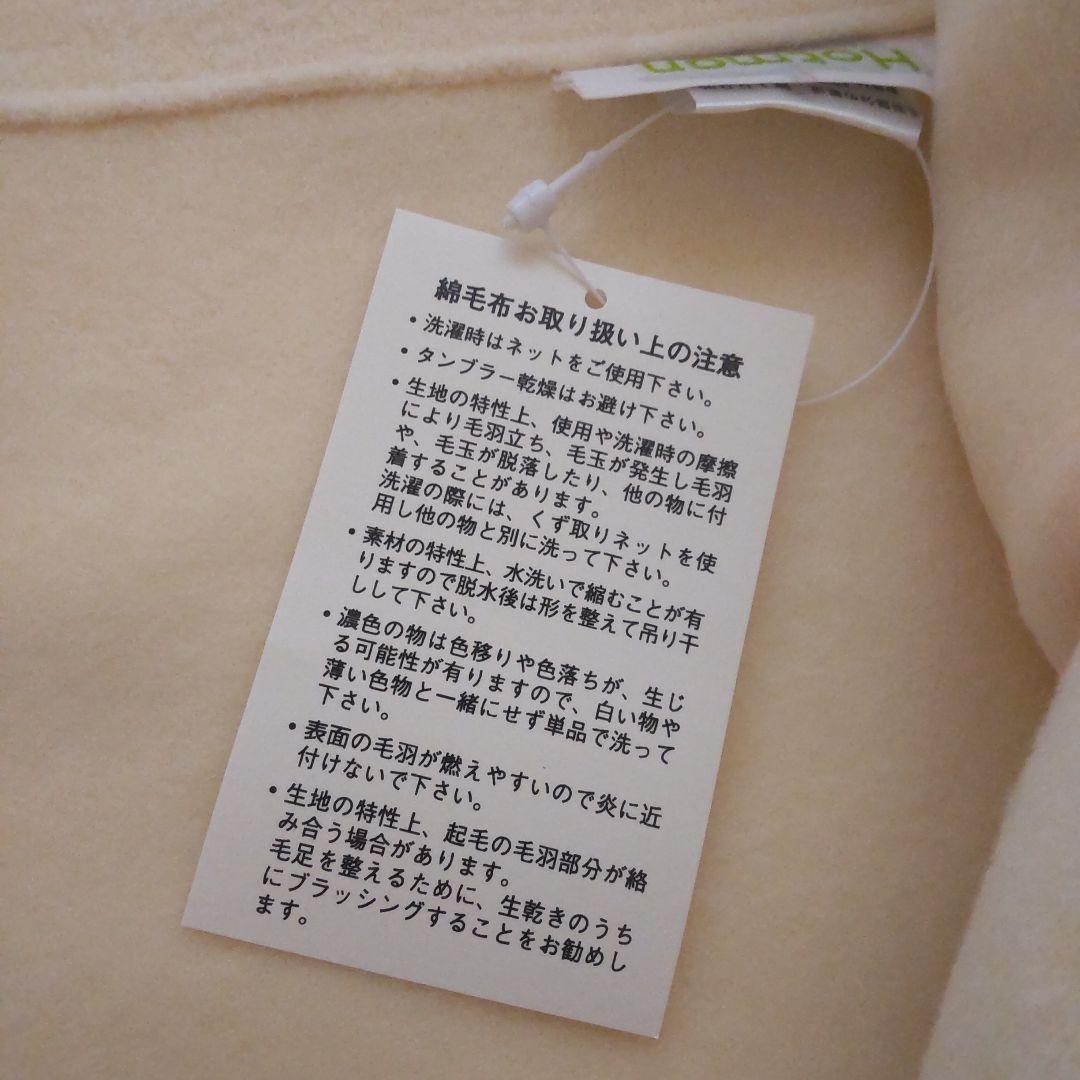 Hotman
綿毛布お取り扱い上の注意
・洗濯時はネットをご使用下さい。
・タンブラー乾燥はお避け下さい。
・生地の特性上、使用や洗濯時の摩擦
により毛羽立ち、毛玉が発生し毛羽
や、毛玉が脱落したり、他の物に付
着することがあります。
洗濯の際には、くず取りネットを使
用し他の物と別に洗って下さい。
・素材の特性上、水洗いで縮むことが有
りますので脱水後は形を整えて吊り干
しして下さい。
・濃色の物は色移りや色落ちが、生じ
る可能性が有りますので、白い物や
薄い色物と一緒にせず単品で洗って
下さい。
・表面の毛羽が燃えやすいので炎に近
付けないで下さい。
・生地の特性上、起毛の毛羽部分が絡
み合う場合があります。
毛足を整えるために、生乾きのうち
にブラッシングすることをお勧めし
ます。